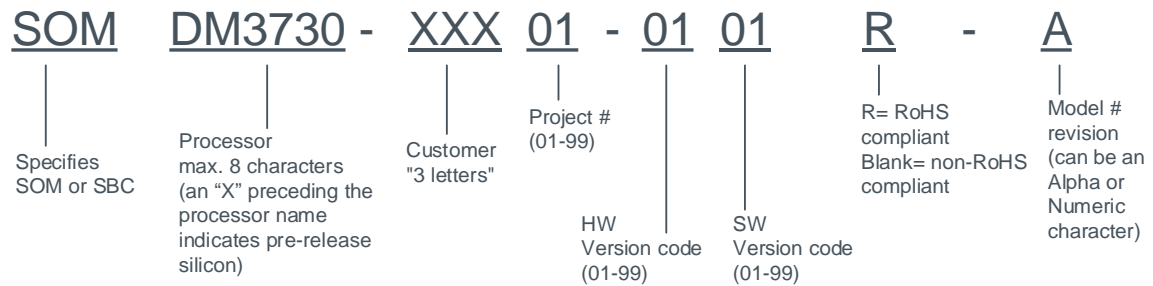 SOM DM3730 - XXX 01 - 01 01 R - A
Specifies
SOM or SBC
Processor
max. 8 characters
(an “X” preceding the
processor name
indicates pre-release
silicon)
Customer
"3 letters"
Project #
(01-99)
HW
Version code
(01-99)
SW
Version code
(01-99)
R= RoHS
compliant
Blank= non-RoHS
compliant
Model #
revision
(can be an
Alpha or
Numeric
character)